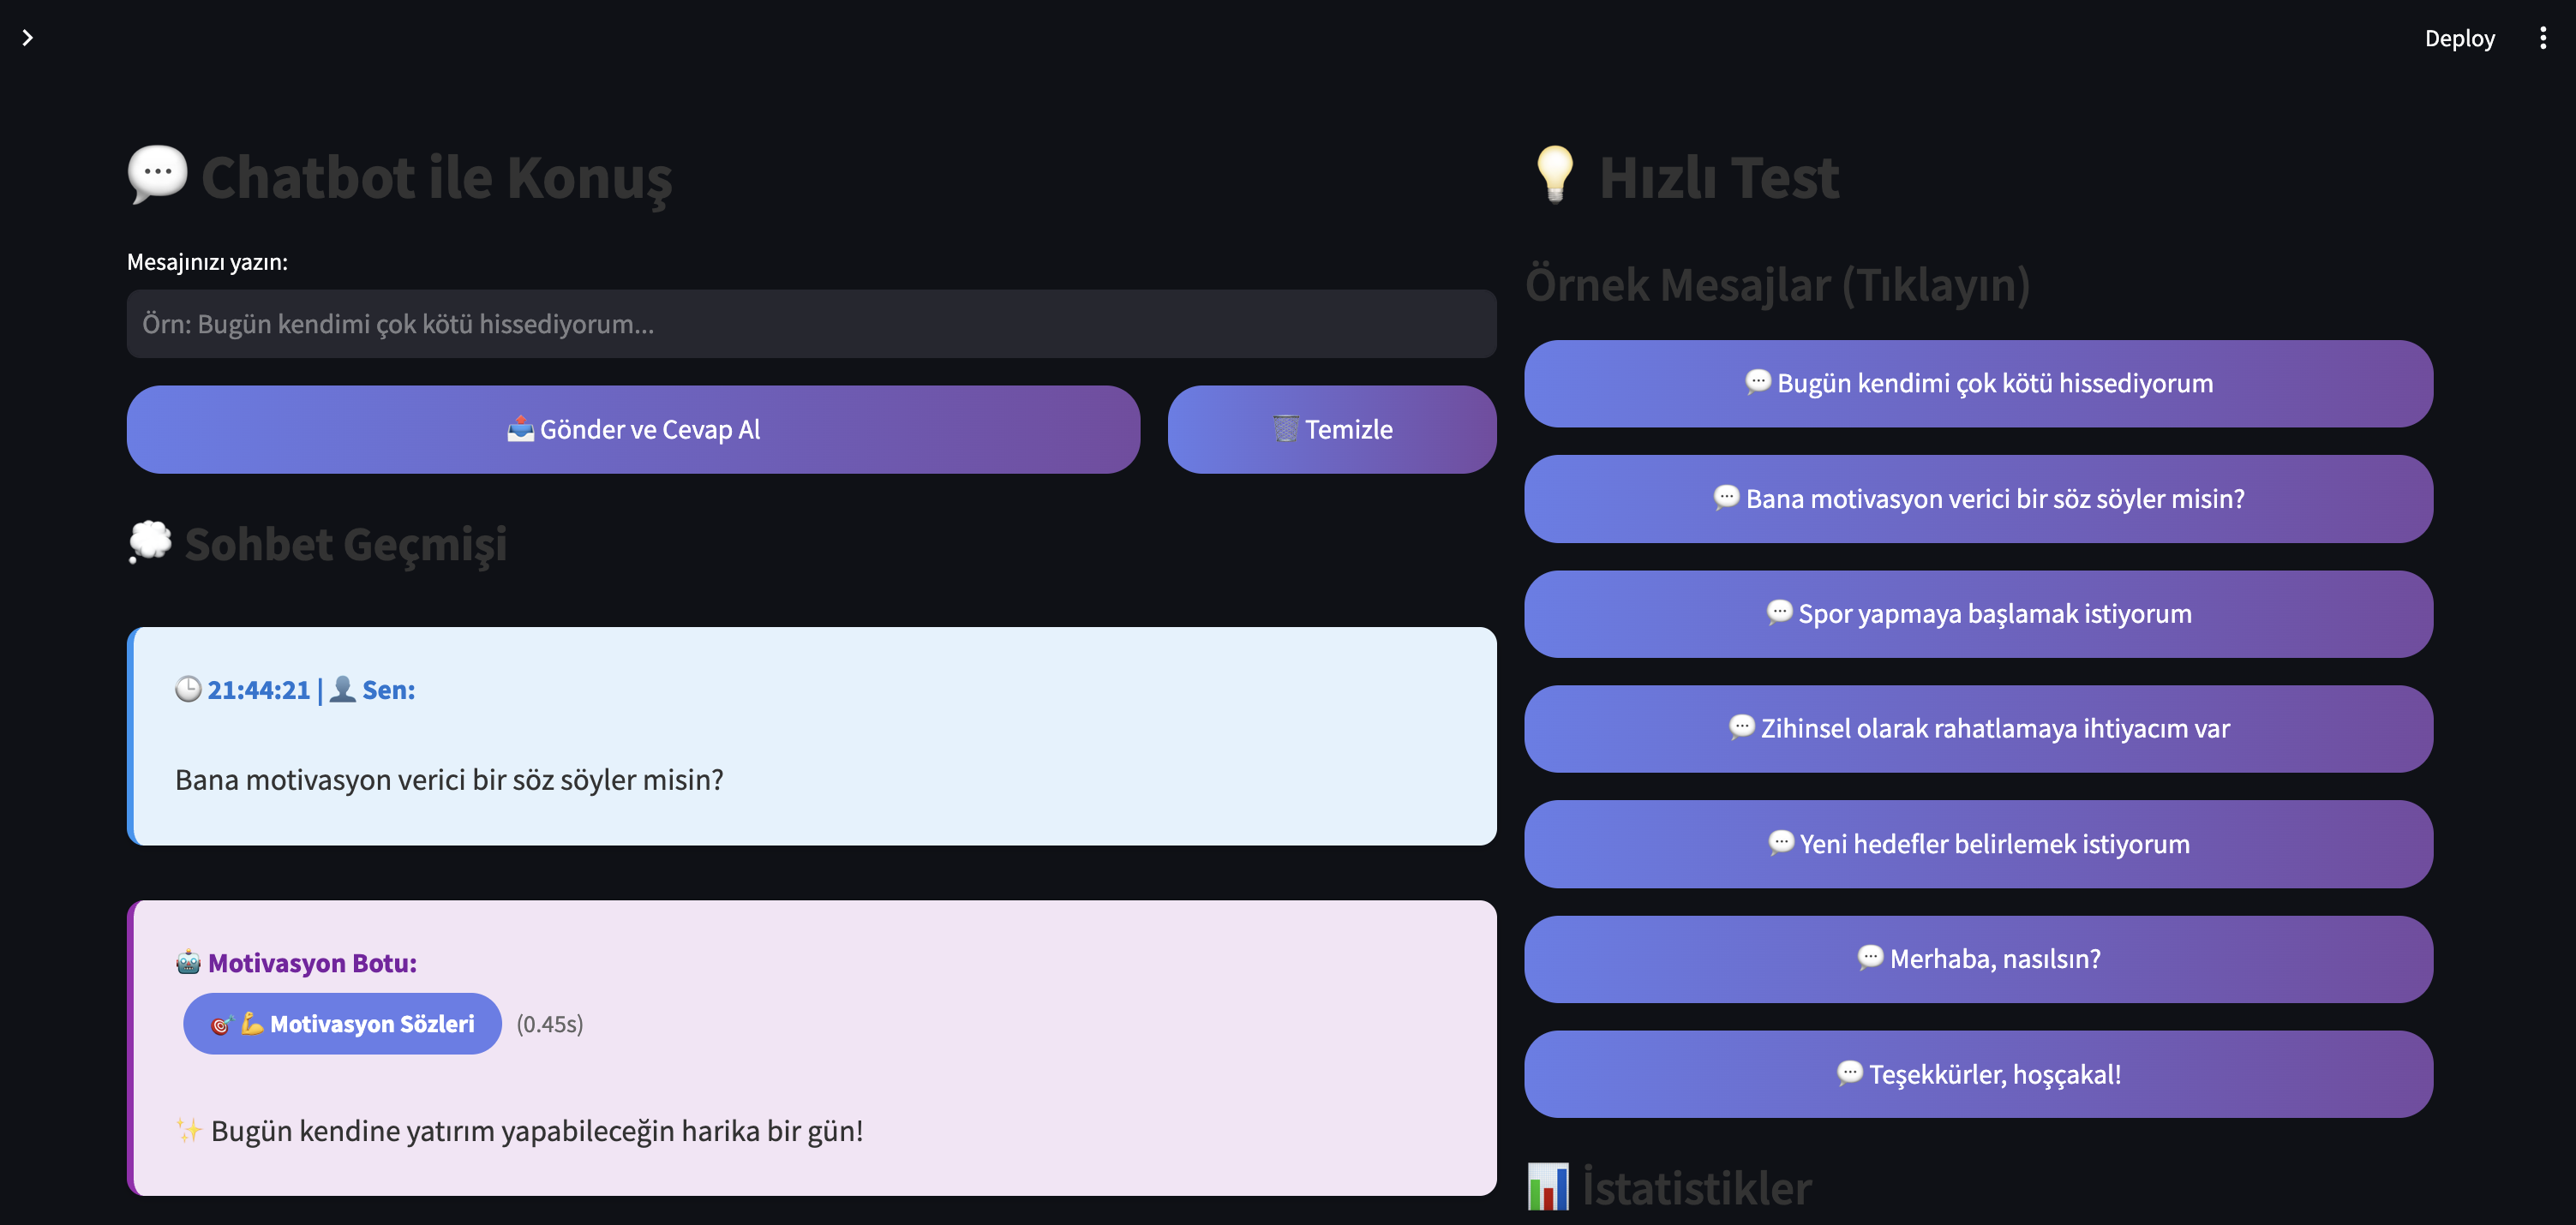 Deploy
Chatbot ile Konuş
Mesajınızı yazın:
Örn: Bugün kendimi çok kötü hissediyorum...
Gönder ve Cevap Al
Temizle
Sohbet Geçmişi
21:44:21 | Sen:
Bana motivasyon verici bir söz söyler misin?
Motivasyon Botu:
Motivasyon Sözleri (0.45s)
Bugün kendine yatırım yapabileceğin harika bir gün!
Hızlı Test
Örnek Mesajlar (Tıklayın)
Bugün kendimi çok kötü hissediyorum
Bana motivasyon verici bir söz söyler misin?
Spor yapmaya başlamak istiyorum
Zihinsel olarak rahatlamaya ihtiyacım var
Yeni hedefler belirlemek istiyorum
Merhaba, nasılsın?
Teşekkürler, hoşçakal!
İstatistikler